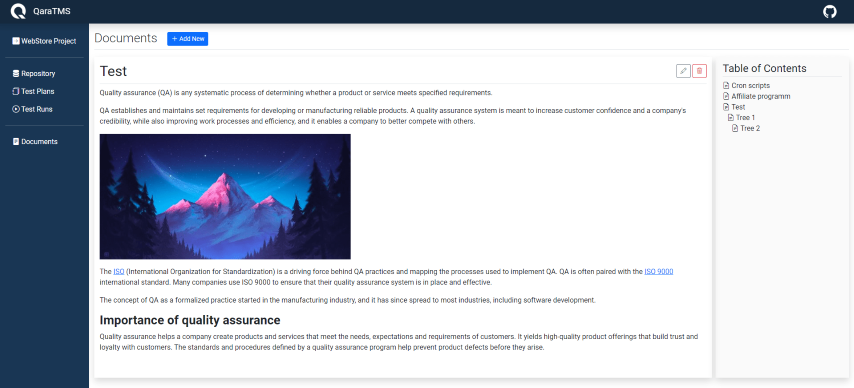 QaraTMS
WebStore Project
Repository
Test Plans
Test Runs
Documents
Documents
+ Add New
Test
Quality assurance (QA) is any systematic process of determining whether a product or service meets specified requirements.
QA establishes and maintains set requirements for developing or manufacturing reliable products. A quality assurance system is meant to increase customer confidence and a company's
credibility, while also improving work processes and efficiency, and it enables a company to better compete with others.
The ISO (International Organization for Standardization) is a driving force behind QA practices and mapping the processes used to implement QA. QA is often paired with the ISO 9000
international standard. Many companies use ISO 9000 to ensure that their quality assurance system is in place and effective.
The concept of QA as a formalized practice started in the manufacturing industry, and it has since spread to most industries, including software development.
Importance of quality assurance
Quality assurance helps a company create products and services that meet the needs, expectations and requirements of customers. It yields high-quality product offerings that build trust and
loyalty with customers. The standards and procedures defined by a quality assurance program help prevent product defects before they arise.
Table of Contents
Cron scripts
Affiliate programm
Test
Tree 1
Tree 2